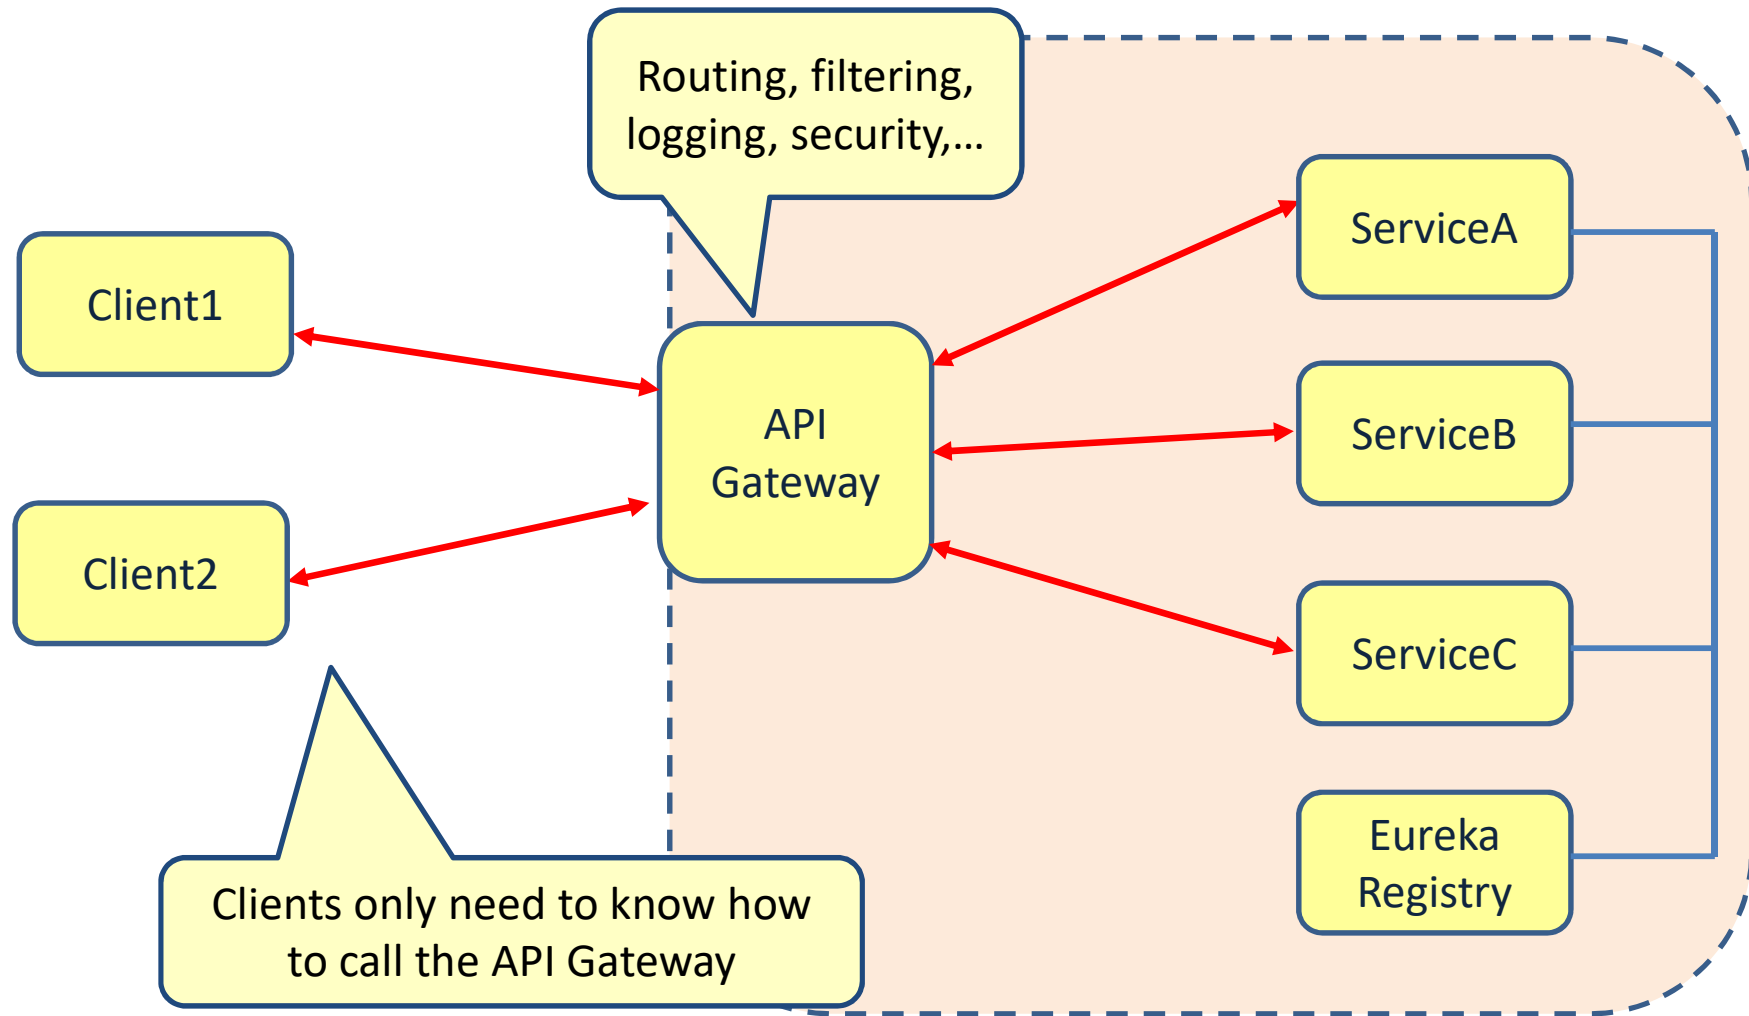 Routing, filtering,
logging, security,...
Client1
ServiceA
API
Gateway
ServiceB
Client2
ServiceC
Eureka
Registry
Clients only need to know how
to call the API Gateway